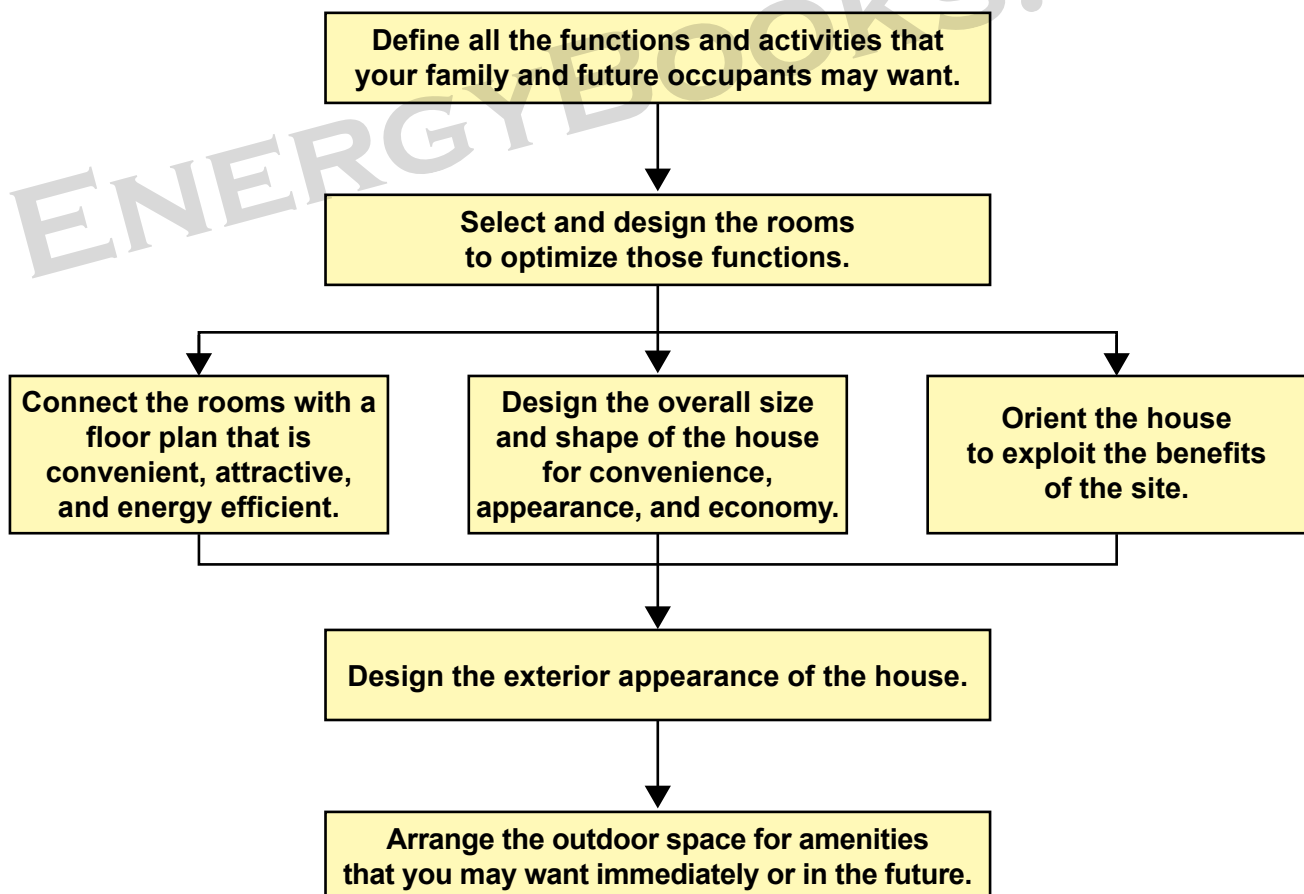 ENERGYBOOKS.
Define all the functions and activities that
your family and future occupants may want.
Select and design the rooms
to optimize those functions.
Connect the rooms with a
floor plan that is
convenient, attractive,
and energy efficient.
Design the overall size
and shape of the house
for convenience,
appearance, and economy.
Orient the house
to exploit the benefits
of the site.
Design the exterior appearance of the house.
Arrange the outdoor space for amenities
that you may want immediately or in the future.